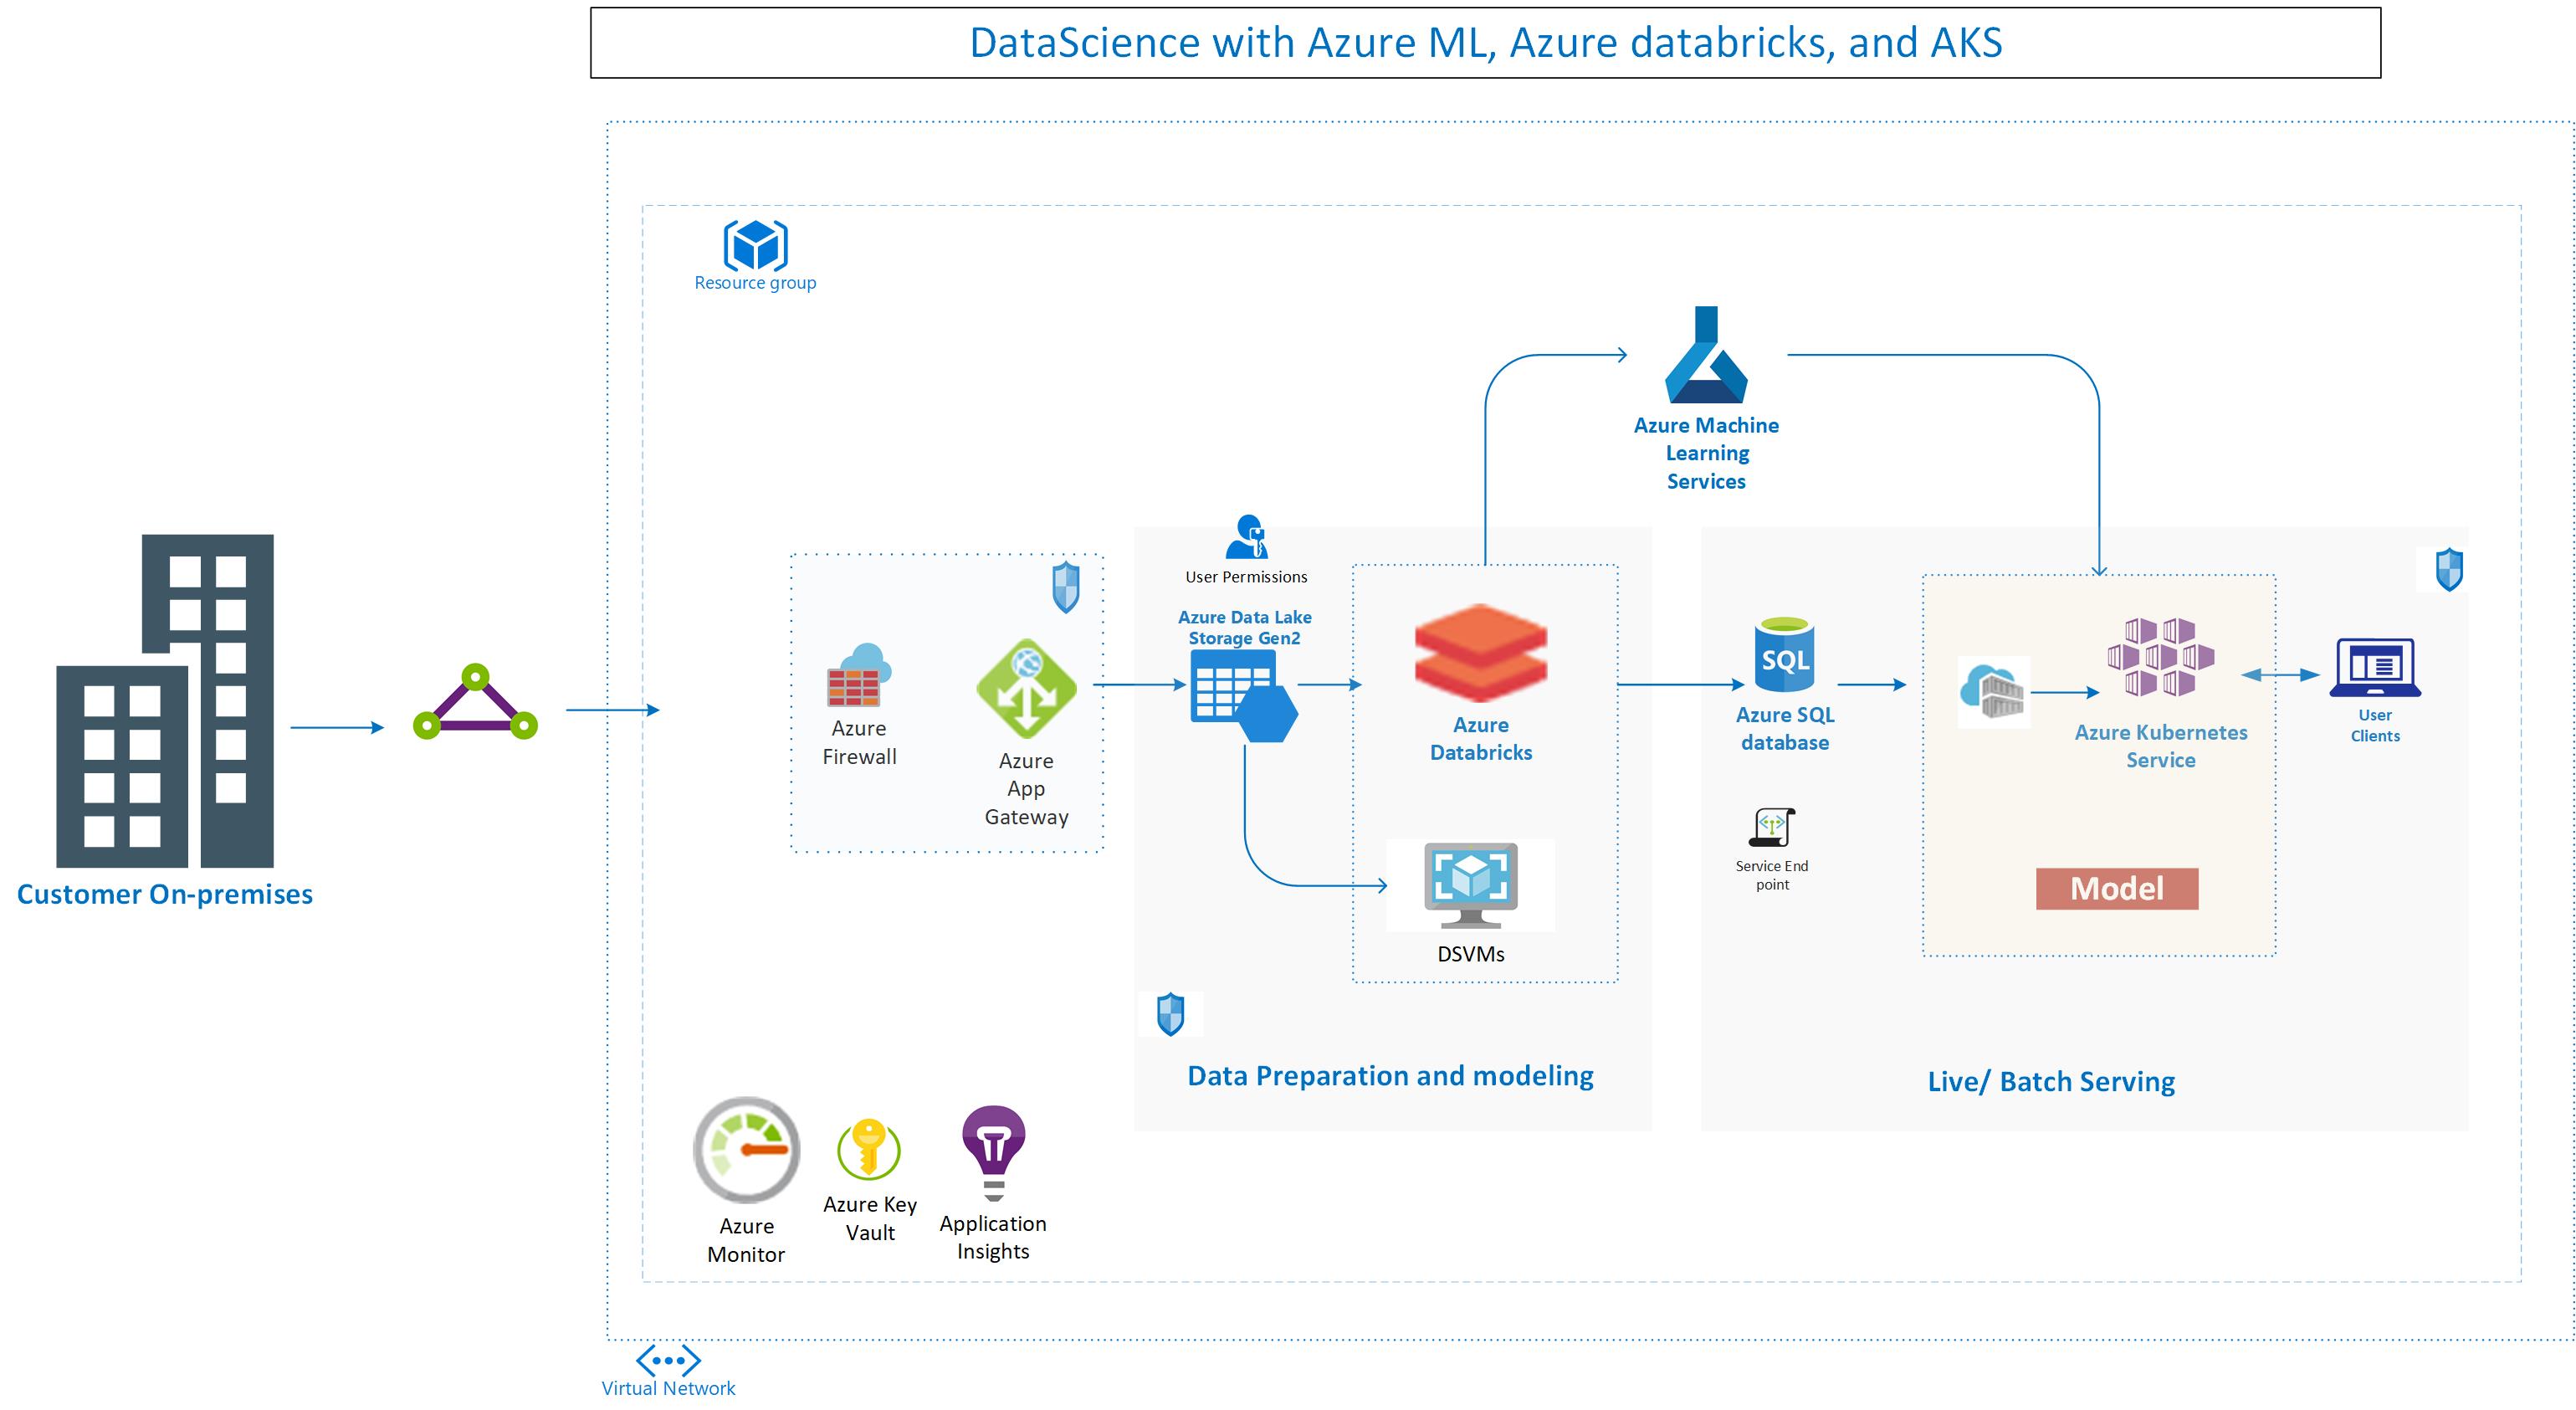 DataScience with Azure ML, Azure databricks, and AKS
Resource group
Azure Machine
Learning
Services
User Permissions
Azure Data Lake
Storage Gen2
Azure
Firewall
Azure
App
Gateway
Azure
Databricks
DSVMs
SQL
Azure SQL
database
Service End
point
Azure Kubernetes
Service
Model
User
Clients
Customer On-premises
Data Preparation and modeling
Live/ Batch Serving
Azure
Monitor
Azure Key
Vault
Application
Insights
Virtual Network